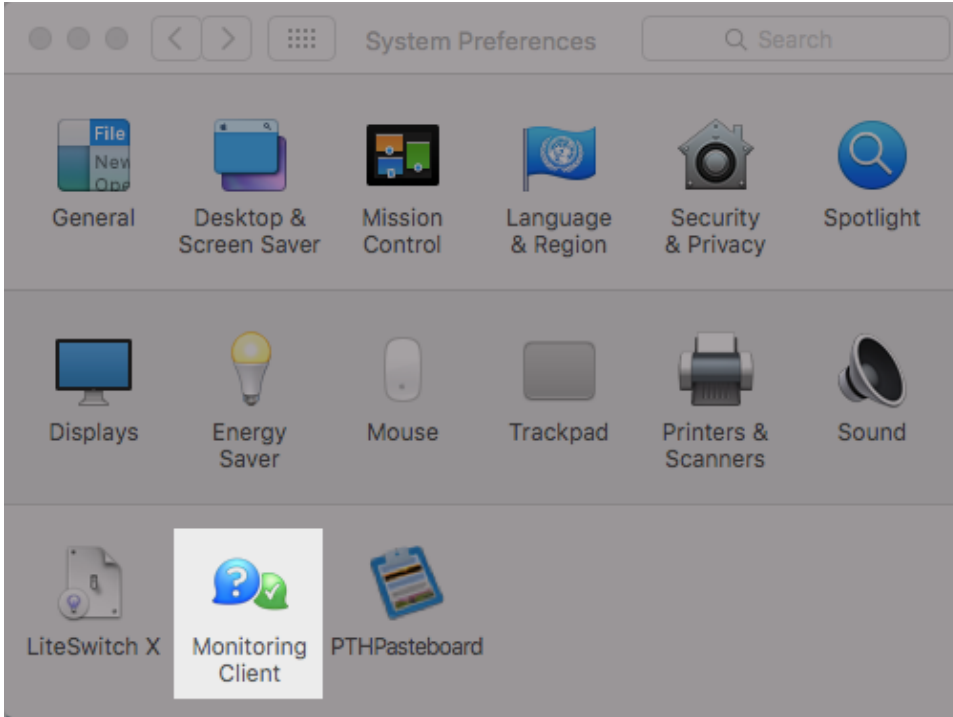 System Preferences
Search
File
New
Ope
General
Desktop &
Screen Saver
Mission
Control
Language
& Region
Security
& Privacy
Spotlight
Displays
Energy
Saver
Mouse
Trackpad
Printers &
Scanners
Sound
LiteSwitch X
Monitoring
Client
PTHPasteboard